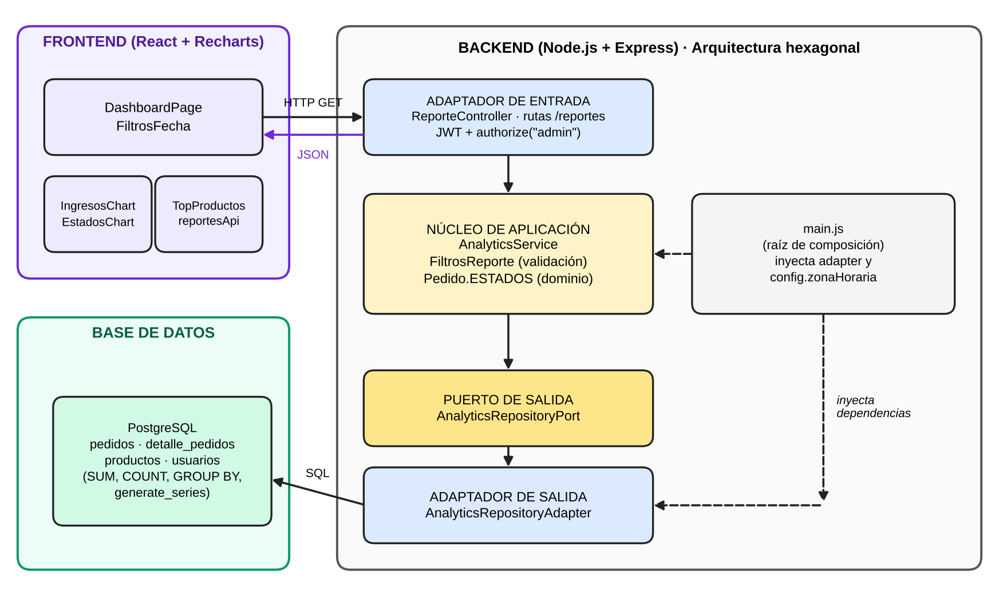 FRONTEND (React + Recharts)
DashboardPage
FiltrosFecha
IngresosChart
EstadosChart
TopProductos
reportesApi
HTTP GET
JSON
BACKEND (Node.js + Express) · Arquitectura hexagonal
ADAPTADOR DE ENTRADA
ReporteController · rutas /reportes
JWT + authorize("admin")
NÚCLEO DE APLICACIÓN
AnalyticsService
FiltrosReporte (validación)
Pedido.ESTADOS (dominio)
main.js
(raíz de composición)
inyecta adapter y
config.zonaHoraria
inyecta
dependencias
PUERTO DE SALIDA
AnalyticsRepositoryPort
ADAPTADOR DE SALIDA
AnalyticsRepositoryAdapter
SQL
BASE DE DATOS
PostgreSQL
pedidos · detalle_pedidos
productos · usuarios
(SUM, COUNT, GROUP BY,
generate_series)